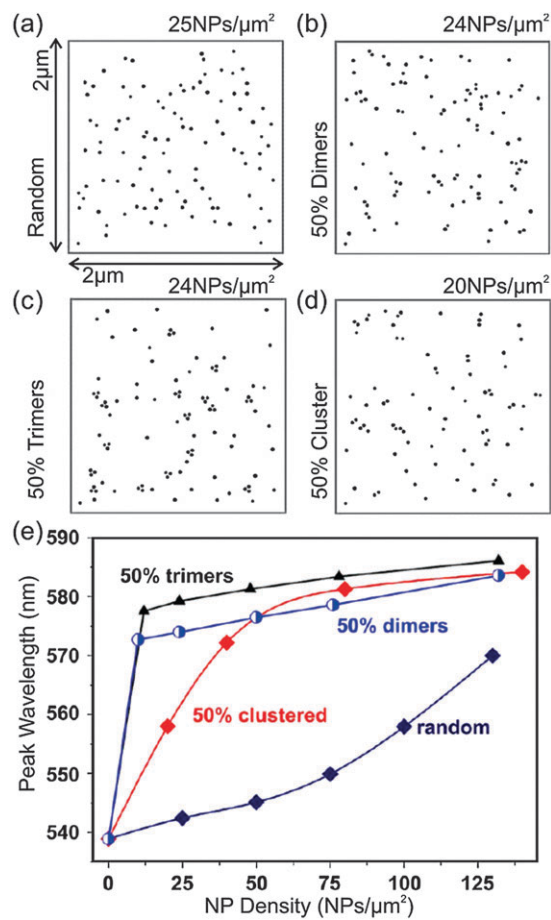 (a)
25NPs/µm²
2µm
Random
2µm
(b)
24NPs/µm²
50% Dimers
(c)
24NPs/µm²
50% Trimers
(d)
20NPs/µm²
50% Cluster
(e)
590
580
570
560
550
540
Peak Wavelength (nm)
50% trimers
50% dimers
50% clustered
random
0 25 50 75 100 125
NP Density (NPs/µm²)